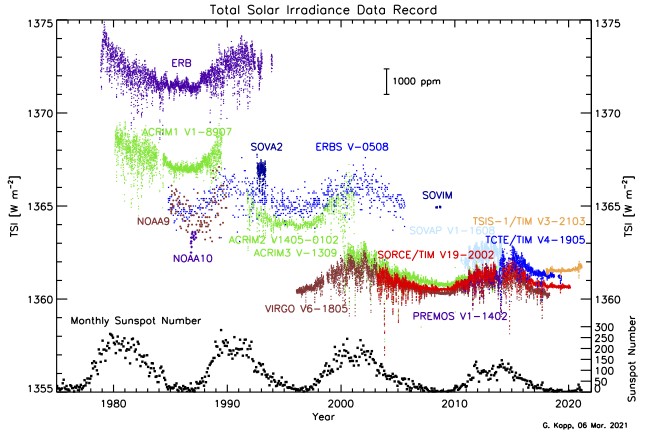 Total Solar Irradiance Data Record
1375
1375
ERB
1000 ppm
1370
1370
ACRIM1 V1-8907
SOVA2
ERBS V-0508
TSI [W m⁻²]
TSI [W m⁻²]
SOVIM
1365
1365
NOAA9
TSIS-1/TIM V3-2103
SOVAP V1-1608
AGRIM2 V1405-0102
TCTE/TIM V4-1905
ACRIM3 V-1309
SORCE/TIM V19-2002
NOAA10
1360
1360
VIRGO V6-1805
PREMOS V1-1402
Monthly Sunspot Number
300
250
200
150
100
50
0
Sunspot Number
1355
1980
1990
2000
2010
2020
Year
G. Kopp, 06 Mar. 2021